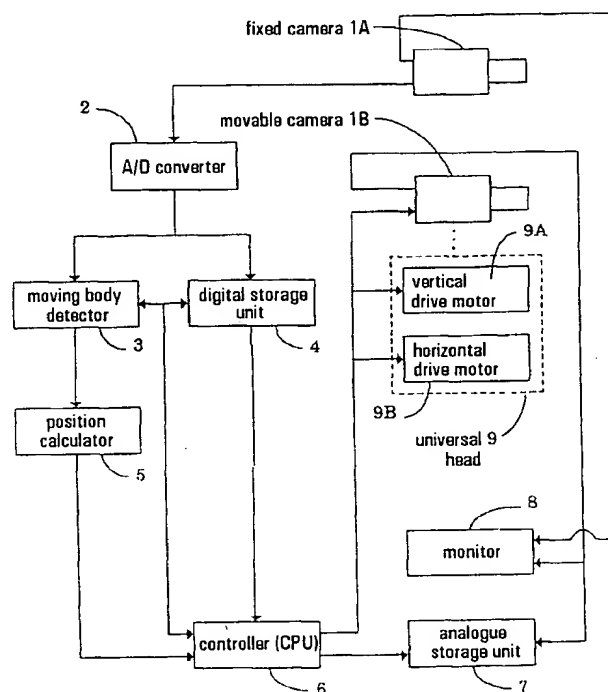 fixed camera 1A
2
movable camera 1B
A/D converter
9A
vertical
drive motor
moving body
detector
digital storage
unit
3
4
horizontal
drive motor
9B
position
calculator
universal 9
head
5
8
monitor
controller (CPU)
analogue
storage unit
6
7